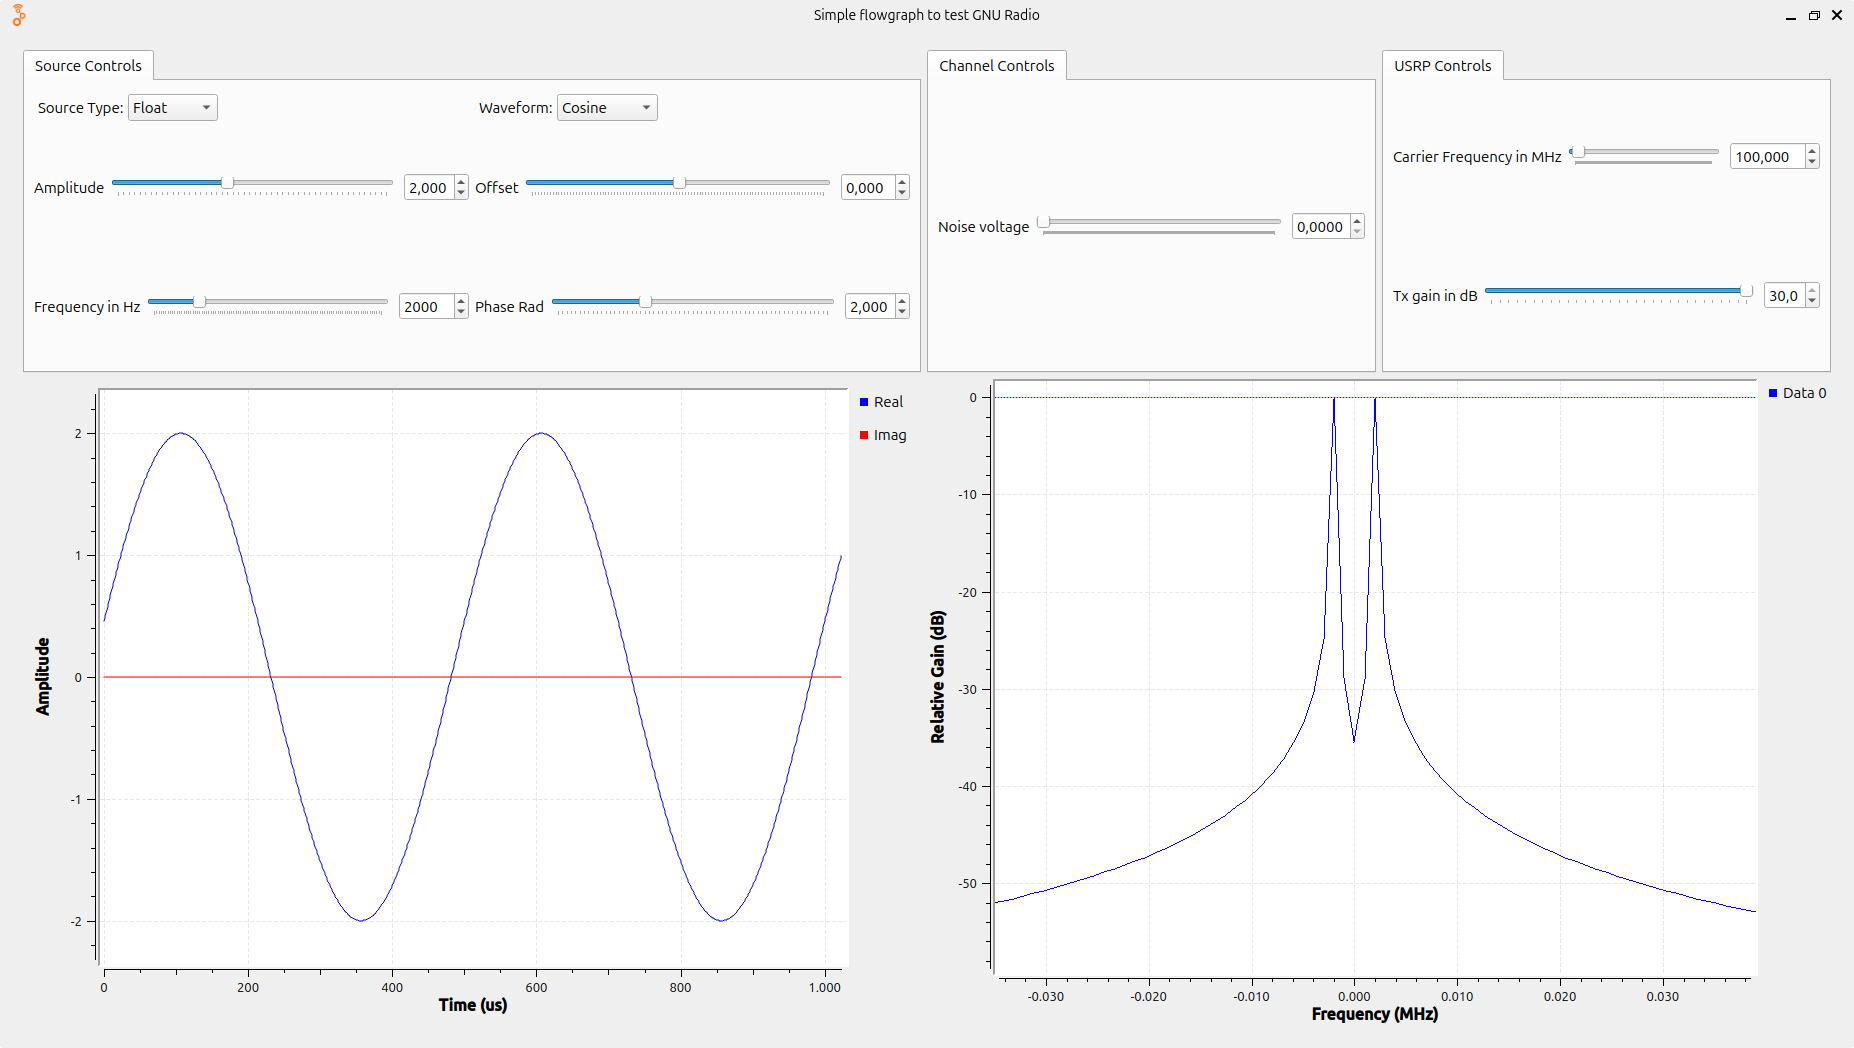 Simple flowgraph to test GNU Radio
Source Controls
Source Type: Float
Waveform: Cosine
Amplitude 2,000
Offset 0,000
Frequency in Hz 2000
Phase Rad 2,000
Channel Controls
Noise voltage 0,0000
USRP Controls
Carrier Frequency in MHz 100,000
Tx gain in dB 30,0
Real
Imag
2
1
0
-1
-2
Amplitude
0 200 400 600 800 1.000
Time (us)
Data 0
0
-10
-20
-30
-40
-50
Relative Gain (dB)
-0.030 -0.020 -0.010 0.000 0.010 0.020 0.030
Frequency (MHz)